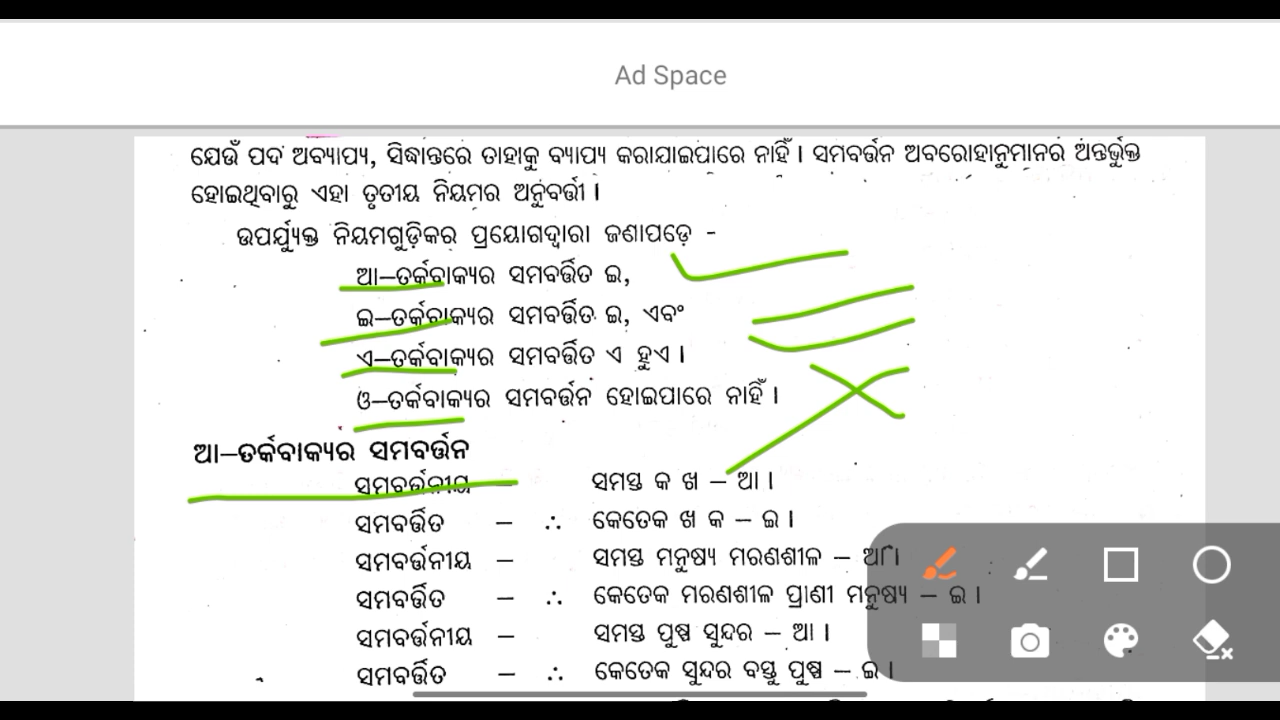 Ad Space
ଯେଉଁ ପଦ ଅବ୍ୟାପ୍ୟ, ସିଦ୍ଧାନ୍ତରେ ତାହାକୁ ବ୍ୟାପ୍ୟ କରାଯାଇପାରେ ନାହିଁ । ସମବର୍ତ୍ତନ ଅବରୋହାନୁମାନର ଅନ୍ତର୍ଭୁକ୍ତ
ହୋଇଥିବାରୁ ଏହା ତୃତୀୟ ନିୟମର ଅନୁବର୍ତ୍ତୀ ।
ଉପର୍ଯ୍ୟୁକ୍ତ ନିୟମଗୁଡ଼ିକର ପ୍ରୟୋଗଦ୍ୱାରା ଜଣାପଡ଼େ -
ଆ—ତର୍କବାକ୍ୟର ସମବର୍ତ୍ତିତ ଇ,
ଇ—ତର୍କବାକ୍ୟର ସମବର୍ତ୍ତିତ ଇ, ଏବଂ
ଏ—ତର୍କବାକ୍ୟର ସମବର୍ତ୍ତିତ ଏ ହୁଏ ।
ଓ—ତର୍କବାକ୍ୟର ସମବର୍ତ୍ତନ ହୋଇପାରେ ନାହିଁ ।
ଆ—ତର୍କବାକ୍ୟର ସମବର୍ତ୍ତନ
ସମବର୍ତ୍ତନୀୟ — ସମସ୍ତ କ ଖ — ଆ ।
ସମବର୍ତ୍ତିତ — ∴ କେତେକ ଖ କ — ଇ ।
ସମବର୍ତ୍ତନୀୟ — ସମସ୍ତ ମନୁଷ୍ୟ ମରଣଶୀଳ — ଆ ।
ସମବର୍ତ୍ତିତ — ∴ କେତେକ ମରଣଶୀଳ ପ୍ରାଣୀ ମନୁଷ୍ୟ — ଇ ।
ସମବର୍ତ୍ତନୀୟ — ସମସ୍ତ ପୁଷ୍ପ ସୁନ୍ଦର — ଆ ।
ସମବର୍ତ୍ତିତ — ∴ କେତେକ ସୁନ୍ଦର ବସ୍ତୁ ପୁଷ୍ପ — ଇ ।